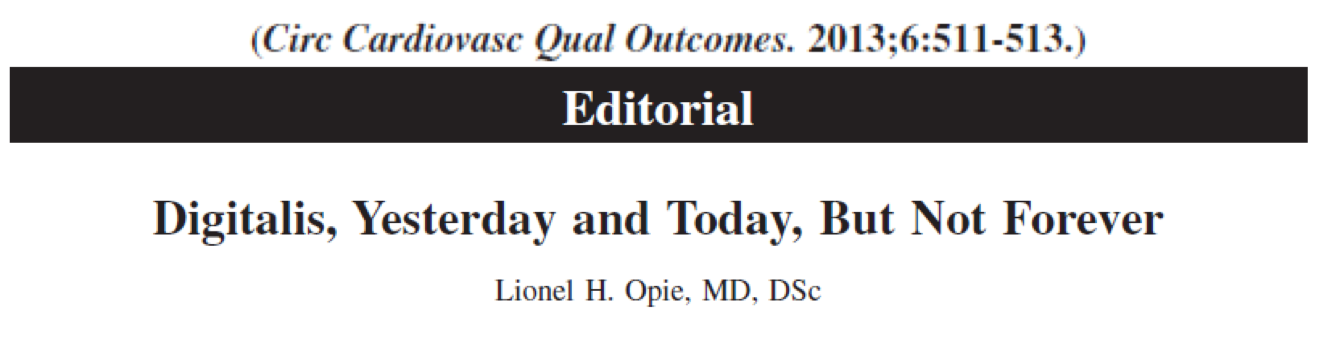 (Circ Cardiovasc Qual Outcomes. 2013;6:511-513.)
Editorial
Digitalis, Yesterday and Today, But Not Forever
Lionel H. Opie, MD, DSc